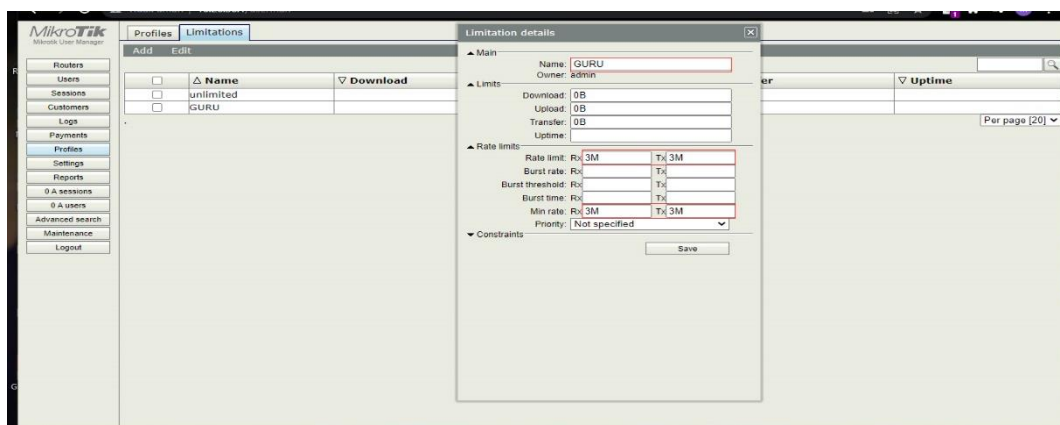 MikroTik
Mikrotik User Manager
Routers
Users
Sessions
Customers
Logs
Payments
Profiles
Settings
Reports
0 A sessions
0 A users
Advanced search
Maintenance
Logout
Profiles Limitations
Add Edit
△ Name ▽ Download er ▽ Uptime
unlimited
GURU
Per page [20]
Limitation details
Main
Name: GURU
Owner: admin
Limits
Download: 0B
Upload: 0B
Transfer: 0B
Uptime:
Rate limits
Rate limit: Rx 3M Tx 3M
Burst rate: Rx Tx
Burst threshold: Rx Tx
Burst time: Rx Tx
Min rate: Rx 3M Tx 3M
Priority: Not specified
Constraints
Save